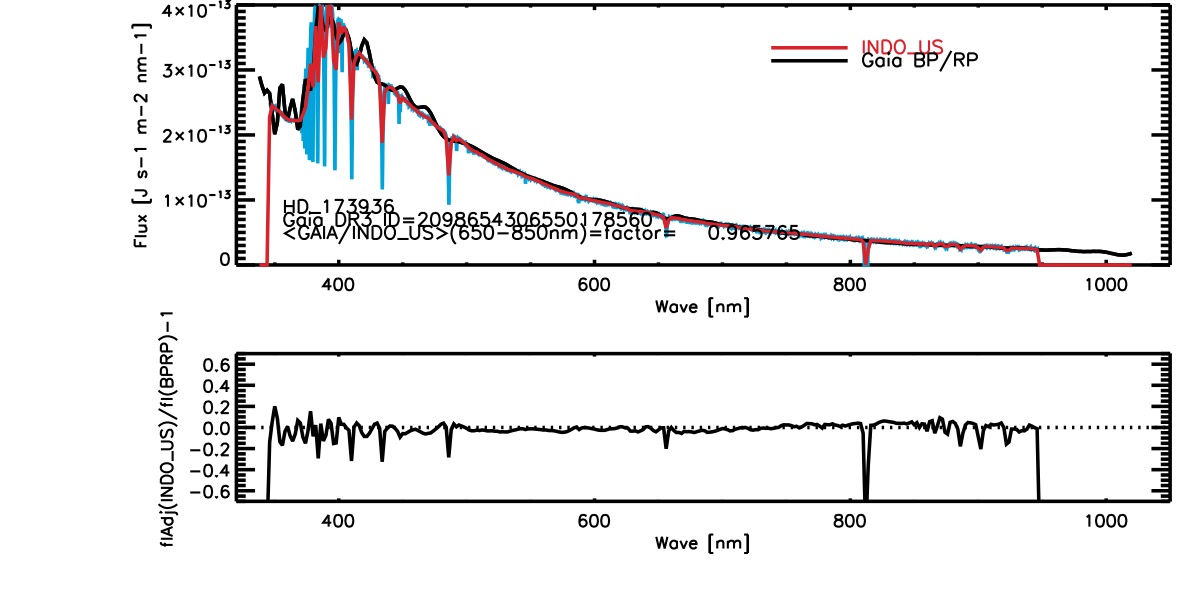 4×10−13
3×10−13
2×10−13
1×10−13
0
Flux [J s−1 m−2 nm−1]
INDO_US
Gaia BP/RP
HD_173936
Gaia DR3 ID=2098654306550178560
<GAIA/INDO_US>(650−850nm)=factor= 0.965765
400 600 800 1000
Wave [nm]
flAdj(INDO_US)/fl(BPRP)−1
0.6
0.4
0.2
0.0
−0.2
−0.4
−0.6
400 600 800 1000
Wave [nm]